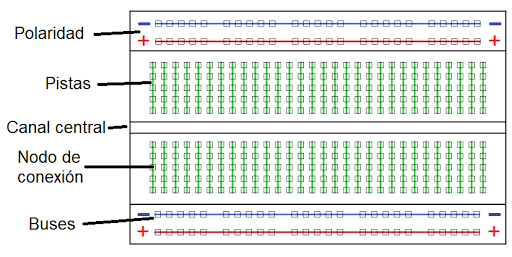 Polaridad
Pistas
Canal central
Nodo de
conexión
Buses